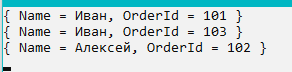 { Name = Иван, OrderId = 101 }
{ Name = Иван, OrderId = 103 }
{ Name = Алексей, OrderId = 102 }